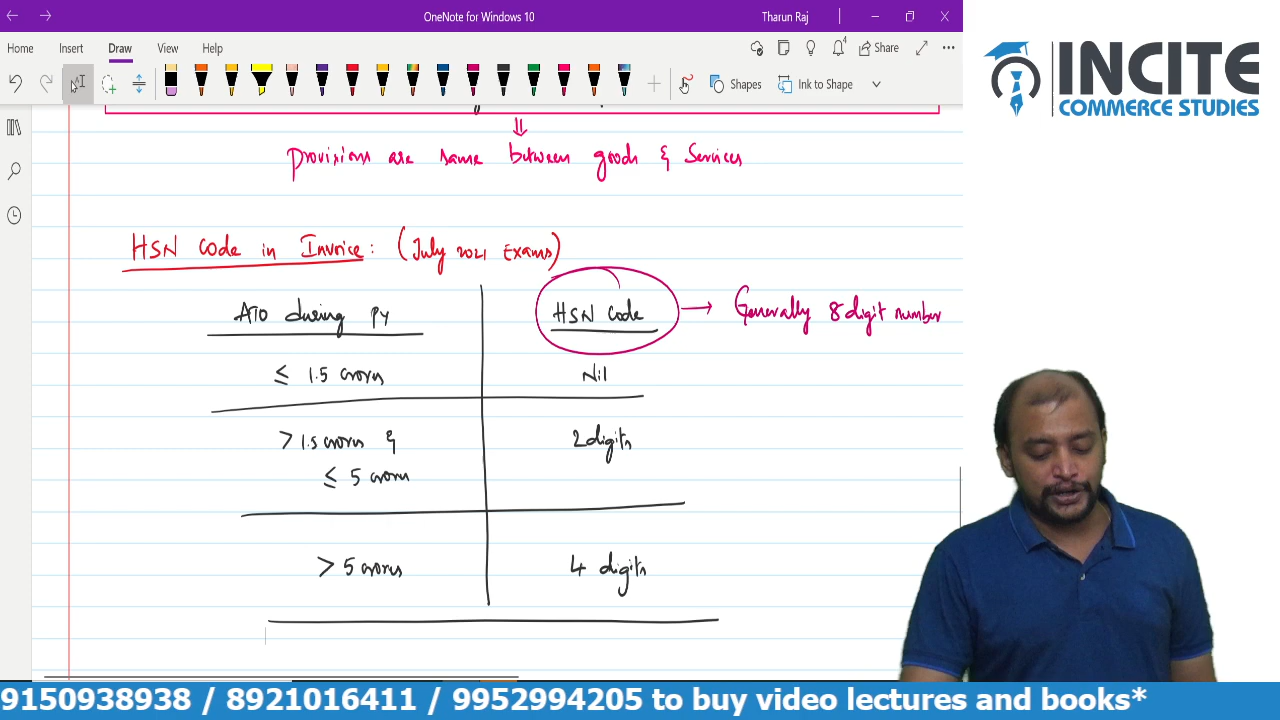 OneNote for Windows 10
Tharun Raj
Home Insert Draw View Help
4
Share
Shapes
Ink to Shape
INCITE
COMMERCE STUDIES
⇓
Provisions are same between goods & Services
HSN Code in Invoice: (July 2021 Exams)
ATO during PY
HSN Code → Generally 8 digit number
≤ 1.5 crores
Nil
> 1.5 crores &
2 digits
≤ 5 crores
> 5 crores
4 digits
9150938938 / 8921016411 / 9952994205 to buy video lectures and books*